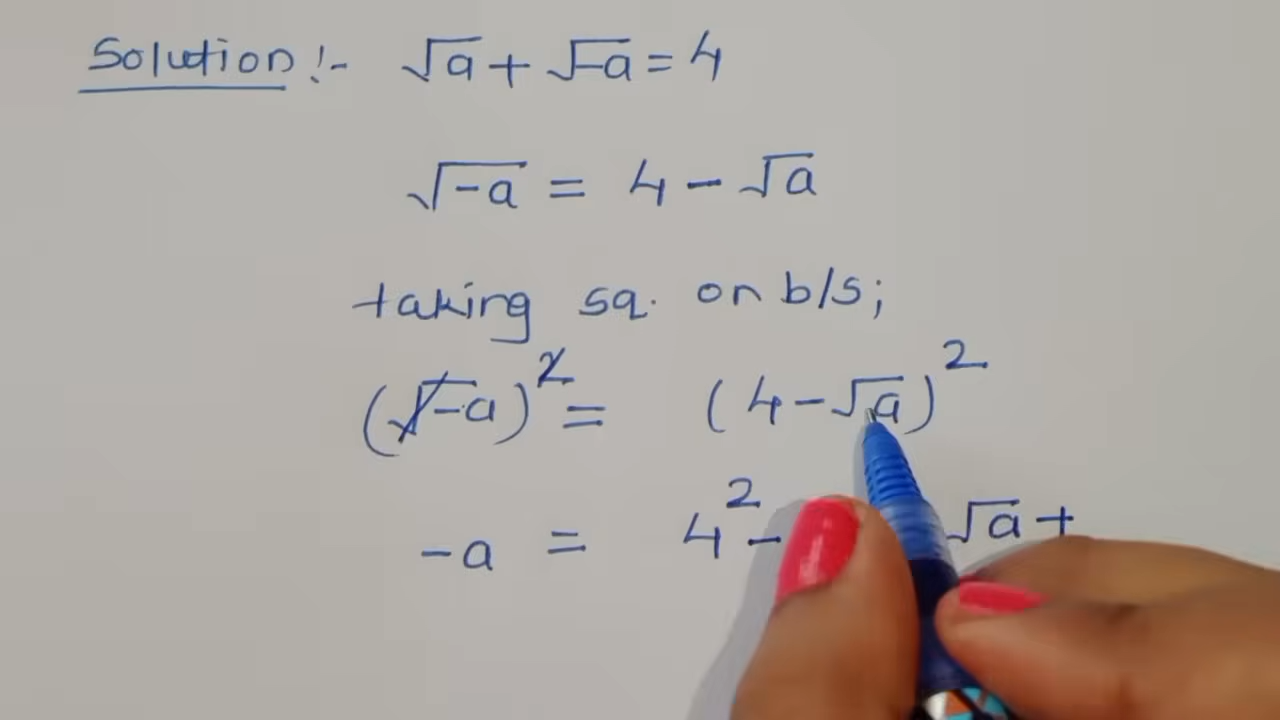 Solution :- √a + √-a = 4
√-a = 4 - √a
taking sq. on b/s;
(√-a)² = (4 - √a)²
-a = 4² - √a +